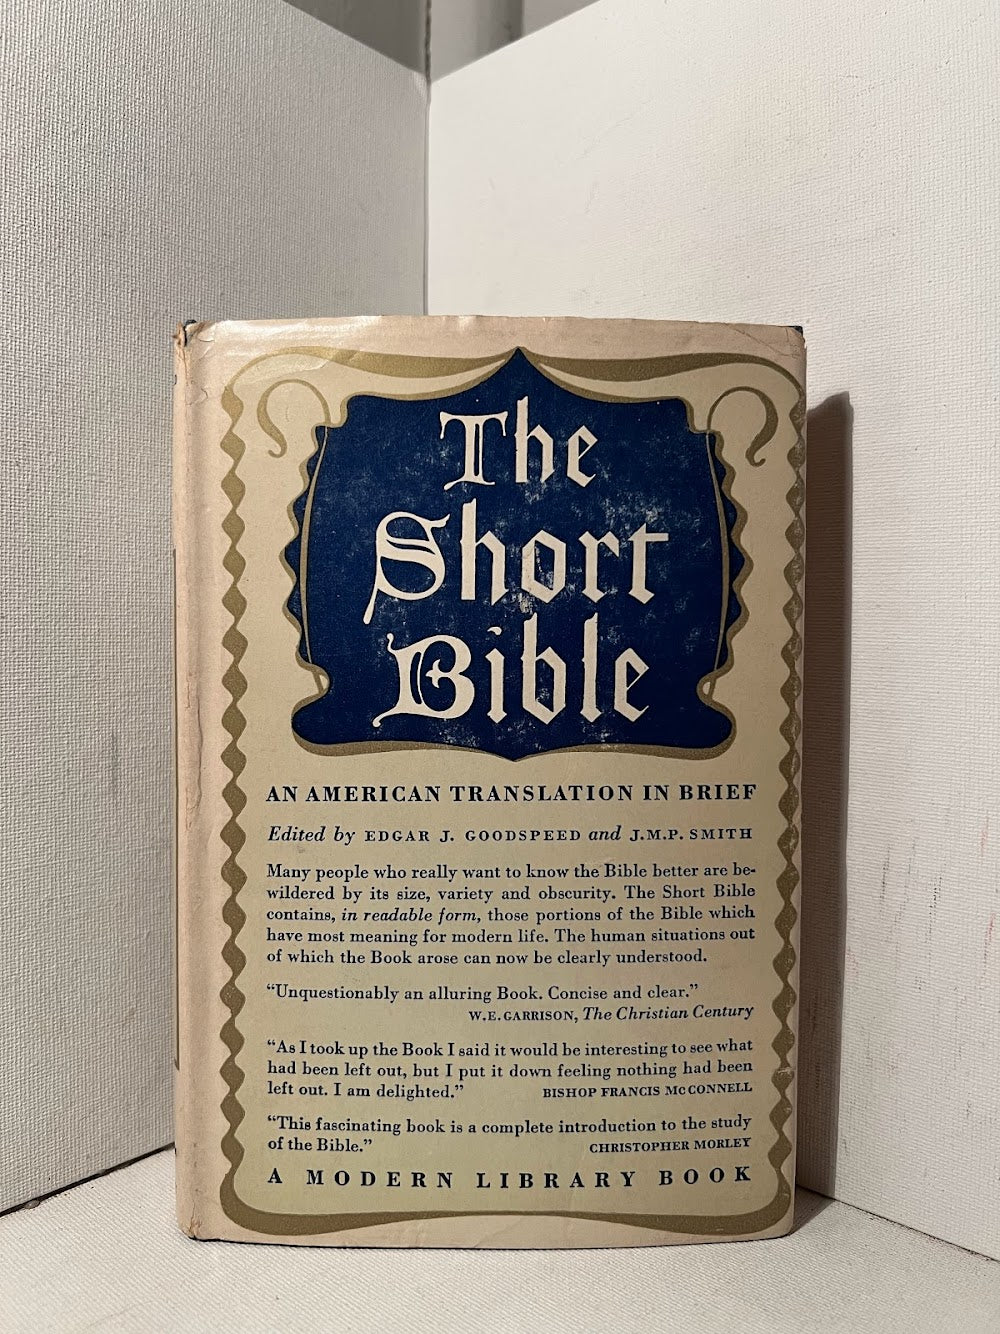 The
Short
Bible
AN AMERICAN TRANSLATION IN BRIEF
Edited by EDGAR J. GOODSPEED and J.M.P. SMITH
Many people who really want to know the Bible better are be-
wildered by its size, variety and obscurity. The Short Bible
contains, in readable form, those portions of the Bible which
have most meaning for modern life. The human situations out
of which the Book arose can now be clearly understood.
“Unquestionably an alluring Book. Concise and clear.”
W.E. GARRISON, The Christian Century
“As I took up the Book I said it would be interesting to see what
had been left out, but I put it down feeling nothing had been
left out. I am delighted.” BISHOP FRANCIS MCCONNELL
“This fascinating book is a complete introduction to the study
of the Bible.” CHRISTOPHER MORLEY
A MODERN LIBRARY BOOK